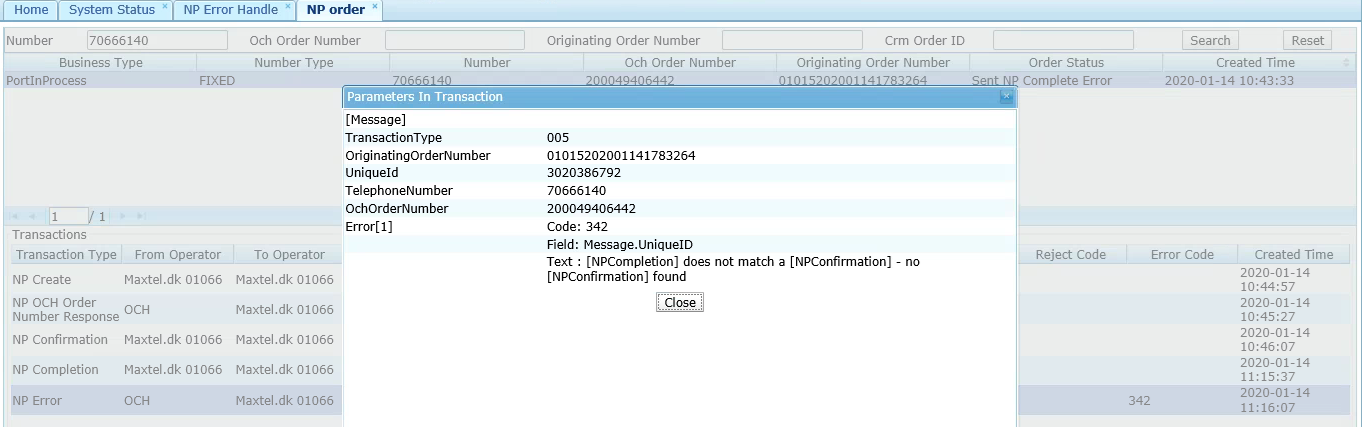 Home System Status × NP Error Handle × NP order ×
Number 70666140 Och Order Number Originating Order Number Crm Order ID Search Reset
Business Type Number Type Number Och Order Number Originating Order Number Order Status Created Time
PortInProcess FIXED 70666140 200049406442 01015202001141783264 Sent NP Complete Error 2020-01-14 10:43:33
Parameters In Transaction
[Message]
TransactionType 005
OriginatingOrderNumber 01015202001141783264
UniqueId 3020386792
TelephoneNumber 70666140
OchOrderNumber 200049406442
Error[1] Code: 342
Field: Message.UniqueID
Text : [NPCompletion] does not match a [NPConfirmation] - no
[NPConfirmation] found
Close
1 / 1
Transactions
Transaction Type From Operator To Operator Reject Code Error Code Created Time
NP Create Maxtel.dk 01066 Maxtel.dk 01066 2020-01-14
10:44:57
NP OCH Order
Number Response OCH Maxtel.dk 01066 2020-01-14
10:45:27
NP Confirmation Maxtel.dk 01066 Maxtel.dk 01066 2020-01-14
10:46:07
NP Completion Maxtel.dk 01066 Maxtel.dk 01066 2020-01-14
11:15:37
NP Error OCH Maxtel.dk 01066 342 2020-01-14
11:16:07